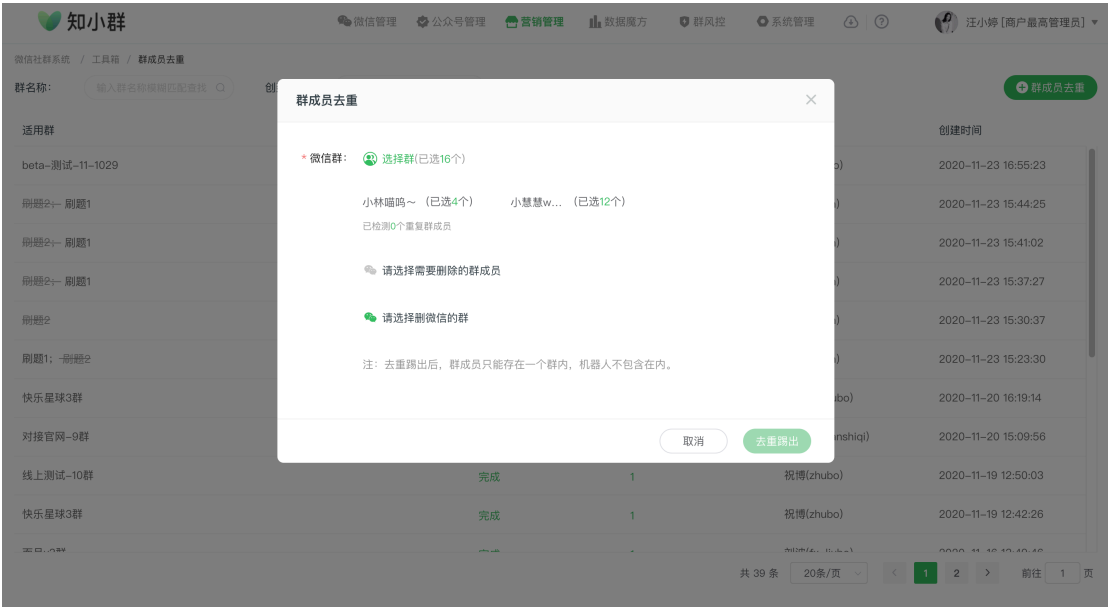 知小群 微信管理 公众号管理 营销管理 数据魔方 群风控 系统管理 汪小婷 [商户最高管理员]
微信社群系统 / 工具箱 / 群成员去重
群名称： 输入群名称模糊匹配查找 创 群成员去重
群成员去重
适用群 创建时间
* 微信群： 选择群(已选16个)
beta-测试-11-1029 2020-11-23 16:55:23
小林喵呜～ (已选4个) 小慧慧w... (已选12个)
刷题2; 刷题1 2020-11-23 15:44:25
已检测0个重复群成员
刷题2; 刷题1 2020-11-23 15:41:02
请选择需要删除的群成员
刷题2; 刷题1 2020-11-23 15:37:27
请选择删微信的群
刷题2 2020-11-23 15:30:37
刷题1; 刷题2 2020-11-23 15:23:30
注：去重踢出后，群成员只能存在一个群内，机器人不包含在内。
快乐星球3群 ubo) 2020-11-20 16:19:14
对接官网-9群 nshiqi) 2020-11-20 15:09:56
取消 去重踢出
线上测试-10群 完成 1 祝博(zhubo) 2020-11-19 12:50:03
快乐星球3群 完成 1 祝博(zhubo) 2020-11-19 12:42:26
共 39 条 20条/页 1 2 前往 1 页